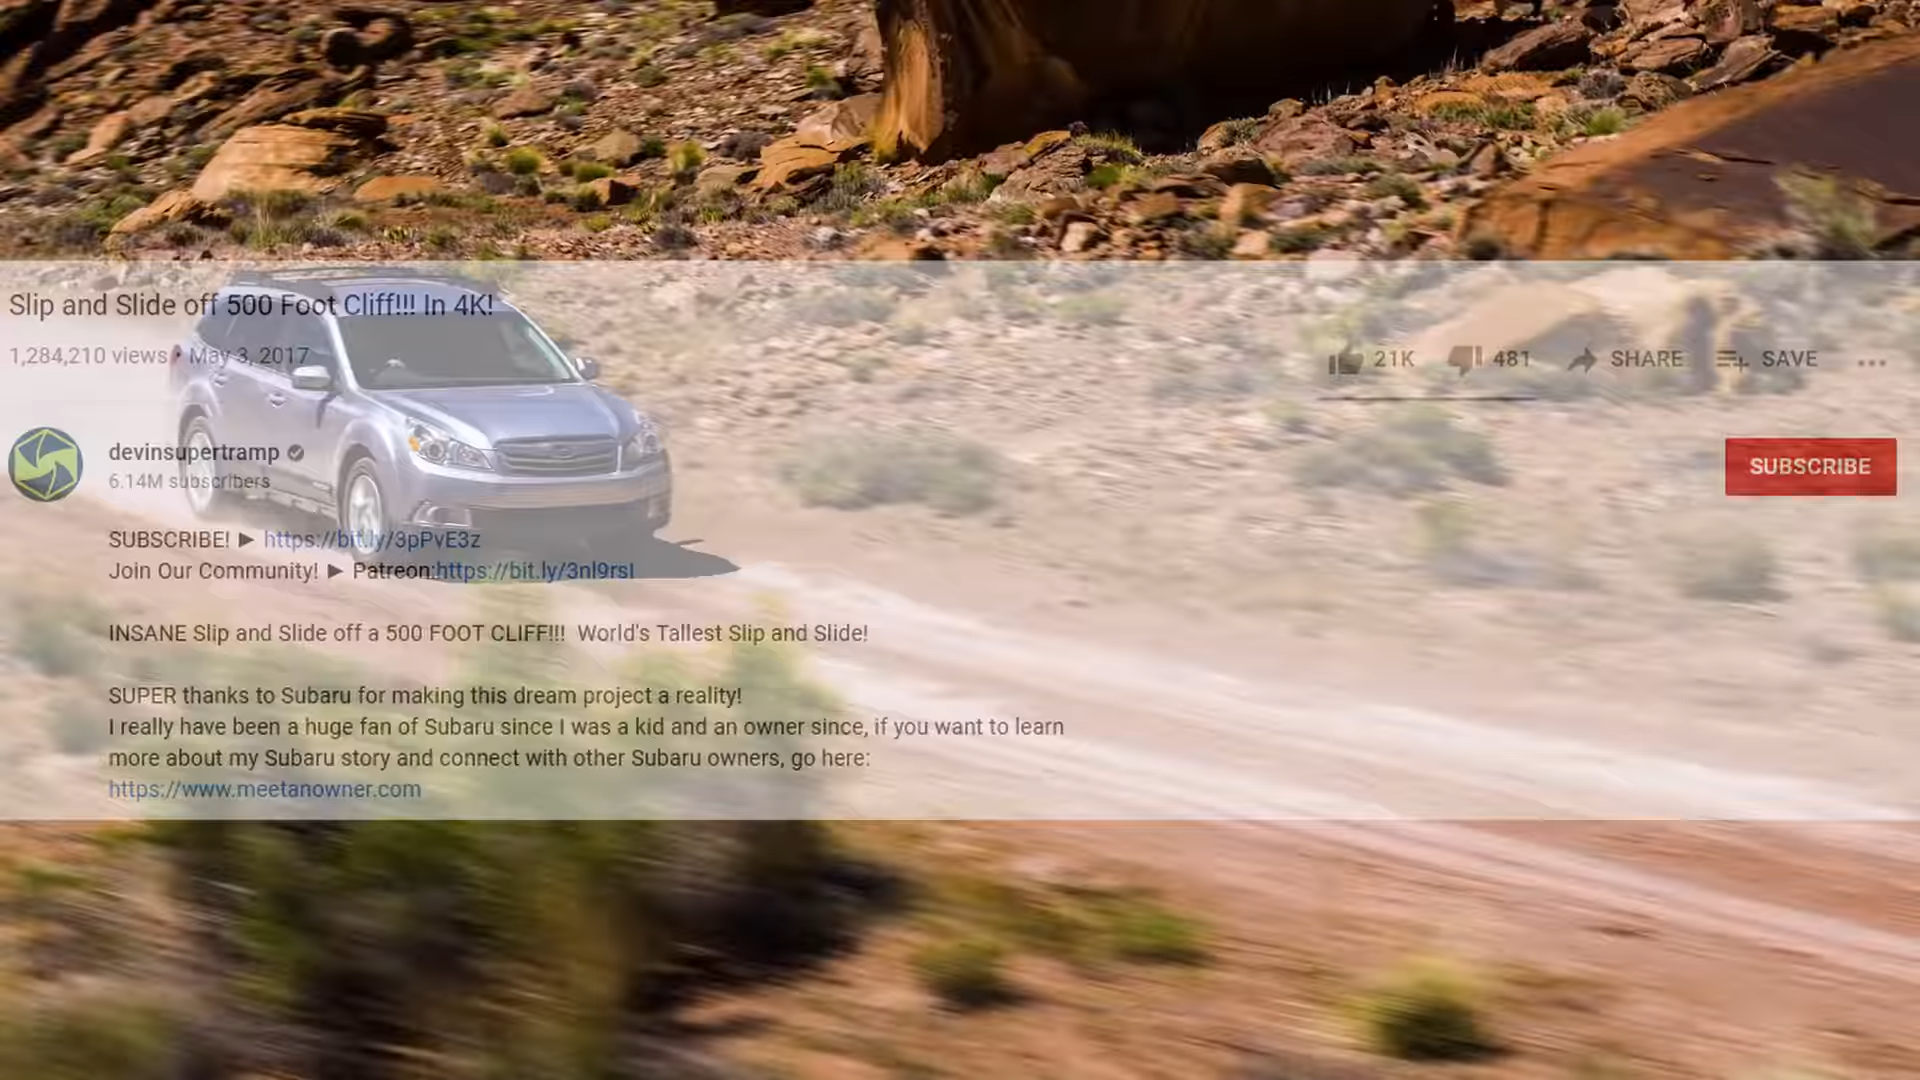 Slip and Slide off 500 Foot Cliff!!! In 4K!
1,284,210 views • May 3, 2017
21K 481 SHARE SAVE ...
devinsupertramp
6.14M subscribers
SUBSCRIBE
SUBSCRIBE! ► https://bit.ly/3pPvE3z
Join Our Community! ► Patreon:https://bit.ly/3nl9rsI
INSANE Slip and Slide off a 500 FOOT CLIFF!!!  World's Tallest Slip and Slide!
SUPER thanks to Subaru for making this dream project a reality!
I really have been a huge fan of Subaru since I was a kid and an owner since, if you want to learn
more about my Subaru story and connect with other Subaru owners, go here:
https://www.meetanowner.com